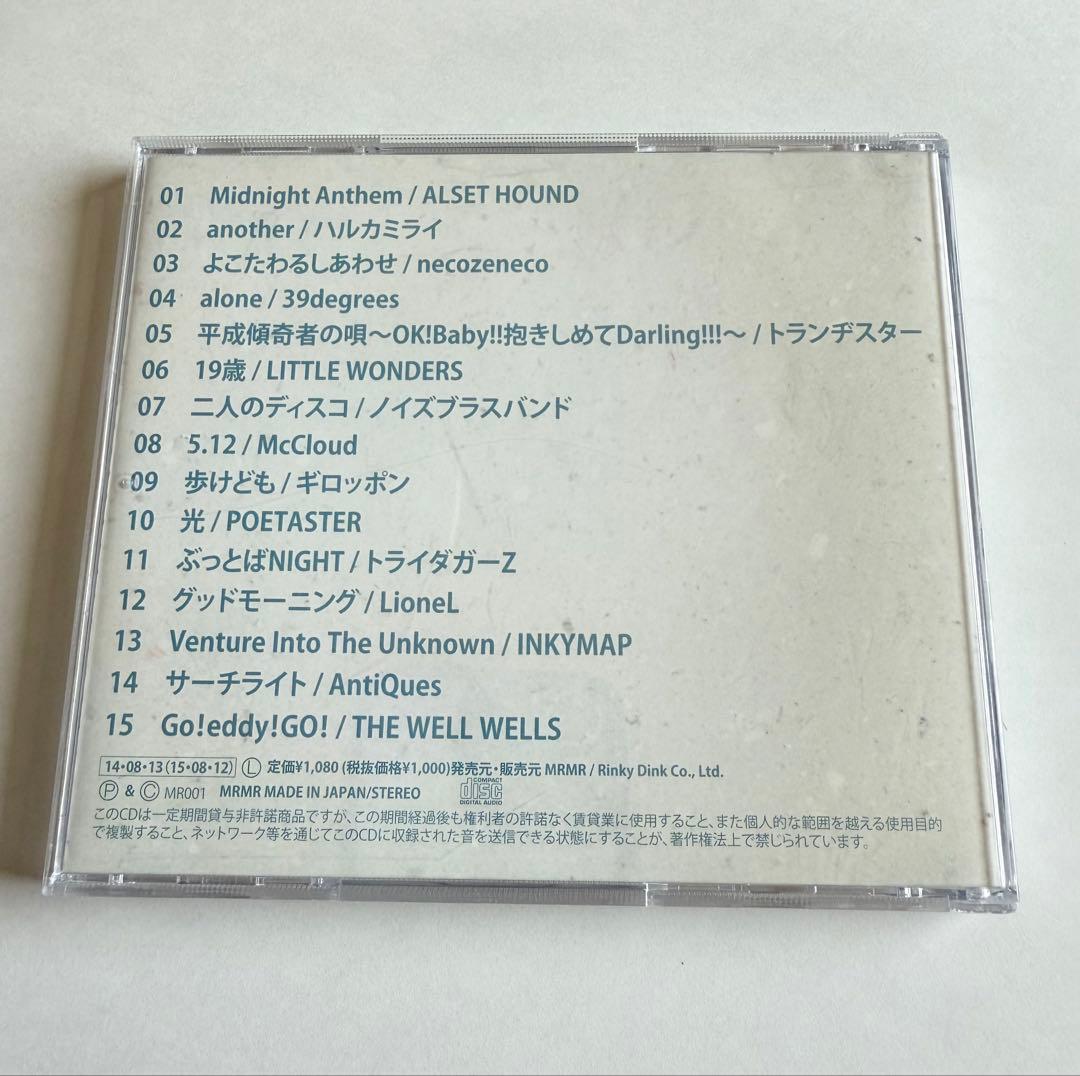 01 Midnight Anthem / ALSET HOUND
02 another / ハルカミライ
03 よこたわるしあわせ / necozeneco
04 alone / 39degrees
05 平成傾奇者の唄～OK!Baby!!抱きしめてDarling!!!～ / トランヂスター
06 19歳 / LITTLE WONDERS
07 二人のディスコ / ノイズブラスバンド
08 5.12 / McCloud
09 歩けども / ギロッポン
10 光 / POETASTER
11 ぶっとばNIGHT / トライダガーZ
12 グッドモーニング / LioneL
13 Venture Into The Unknown / INKYMAP
14 サーチライト / AntiQues
15 Go!eddy!GO! / THE WELL WELLS
14・08・13(15・08・12) Ⓛ 定価¥1,080 (税抜価格¥1,000)発売元・販売元 MRMR / Rinky Dink Co., Ltd.
Ⓟ & Ⓒ MR001 MRMR MADE IN JAPAN/STEREO COMPACT disc DIGITAL AUDIO
このCDは一定期間貸与非許諾商品ですが、この期間経過後も権利者の許諾なく賃貸業に使用すること、また個人的な範囲を越える使用目的
で複製すること、ネットワーク等を通じてこのCDに収録された音を送信できる状態にすることが、著作権法上で禁じられています。